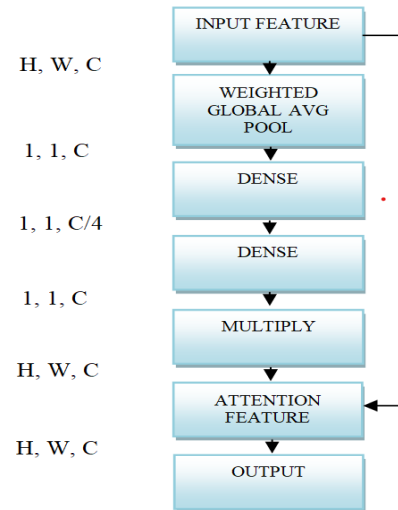 INPUT FEATURE
H, W, C
WEIGHTED
GLOBAL AVG
POOL
1, 1, C
DENSE
1, 1, C/4
DENSE
1, 1, C
MULTIPLY
H, W, C
ATTENTION
FEATURE
H, W, C
OUTPUT